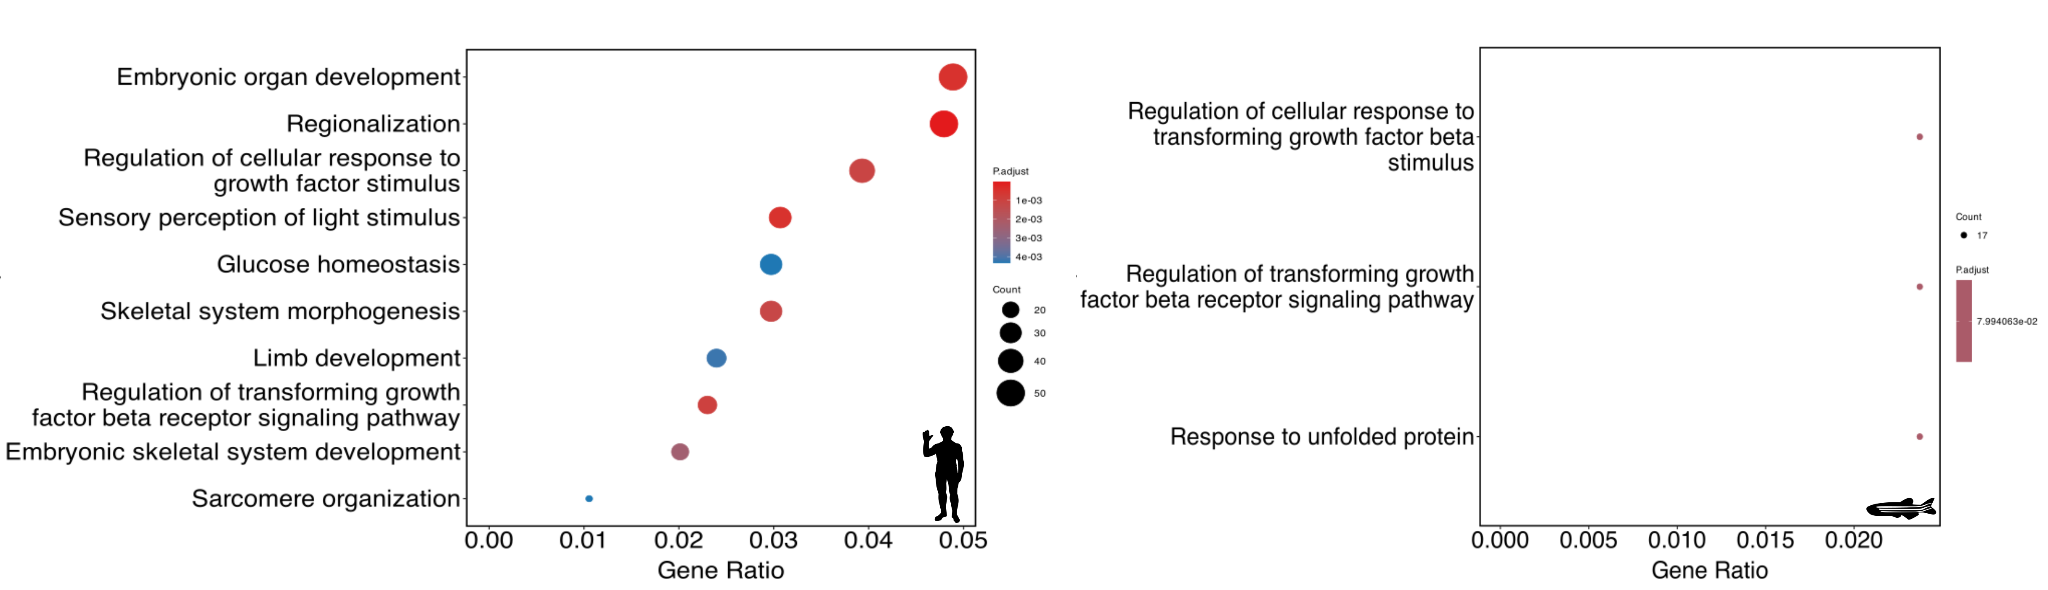 Embryonic organ development
Regionalization
Regulation of cellular response to
growth factor stimulus
Sensory perception of light stimulus
Glucose homeostasis
Skeletal system morphogenesis
Limb development
Regulation of transforming growth
factor beta receptor signaling pathway
Embryonic skeletal system development
Sarcomere organization
0.00 0.01 0.02 0.03 0.04 0.05
Gene Ratio
P.adjust
1e-03
2e-03
3e-03
4e-03
Count
20
30
40
50
Regulation of cellular response to
transforming growth factor beta
stimulus
Regulation of transforming growth
factor beta receptor signaling pathway
Response to unfolded protein
0.000 0.005 0.010 0.015 0.020
Gene Ratio
Count
17
P.adjust
7.994063e-02